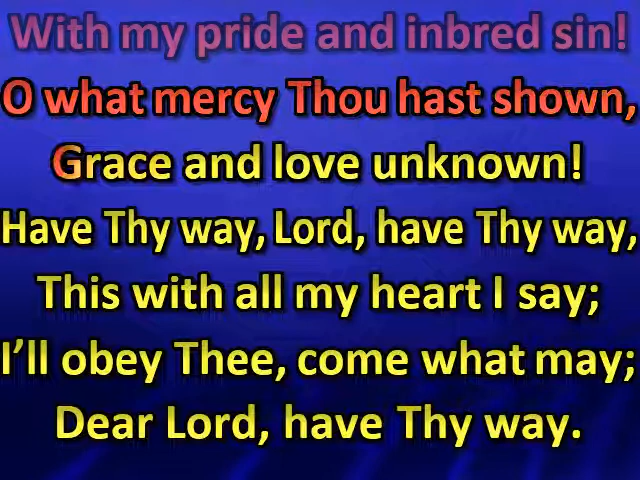 With my pride and inbred sin!
O what mercy Thou hast shown,
Grace and love unknown!
Have Thy way, Lord, have Thy way,
This with all my heart I say;
I’ll obey Thee, come what may;
Dear Lord, have Thy way.